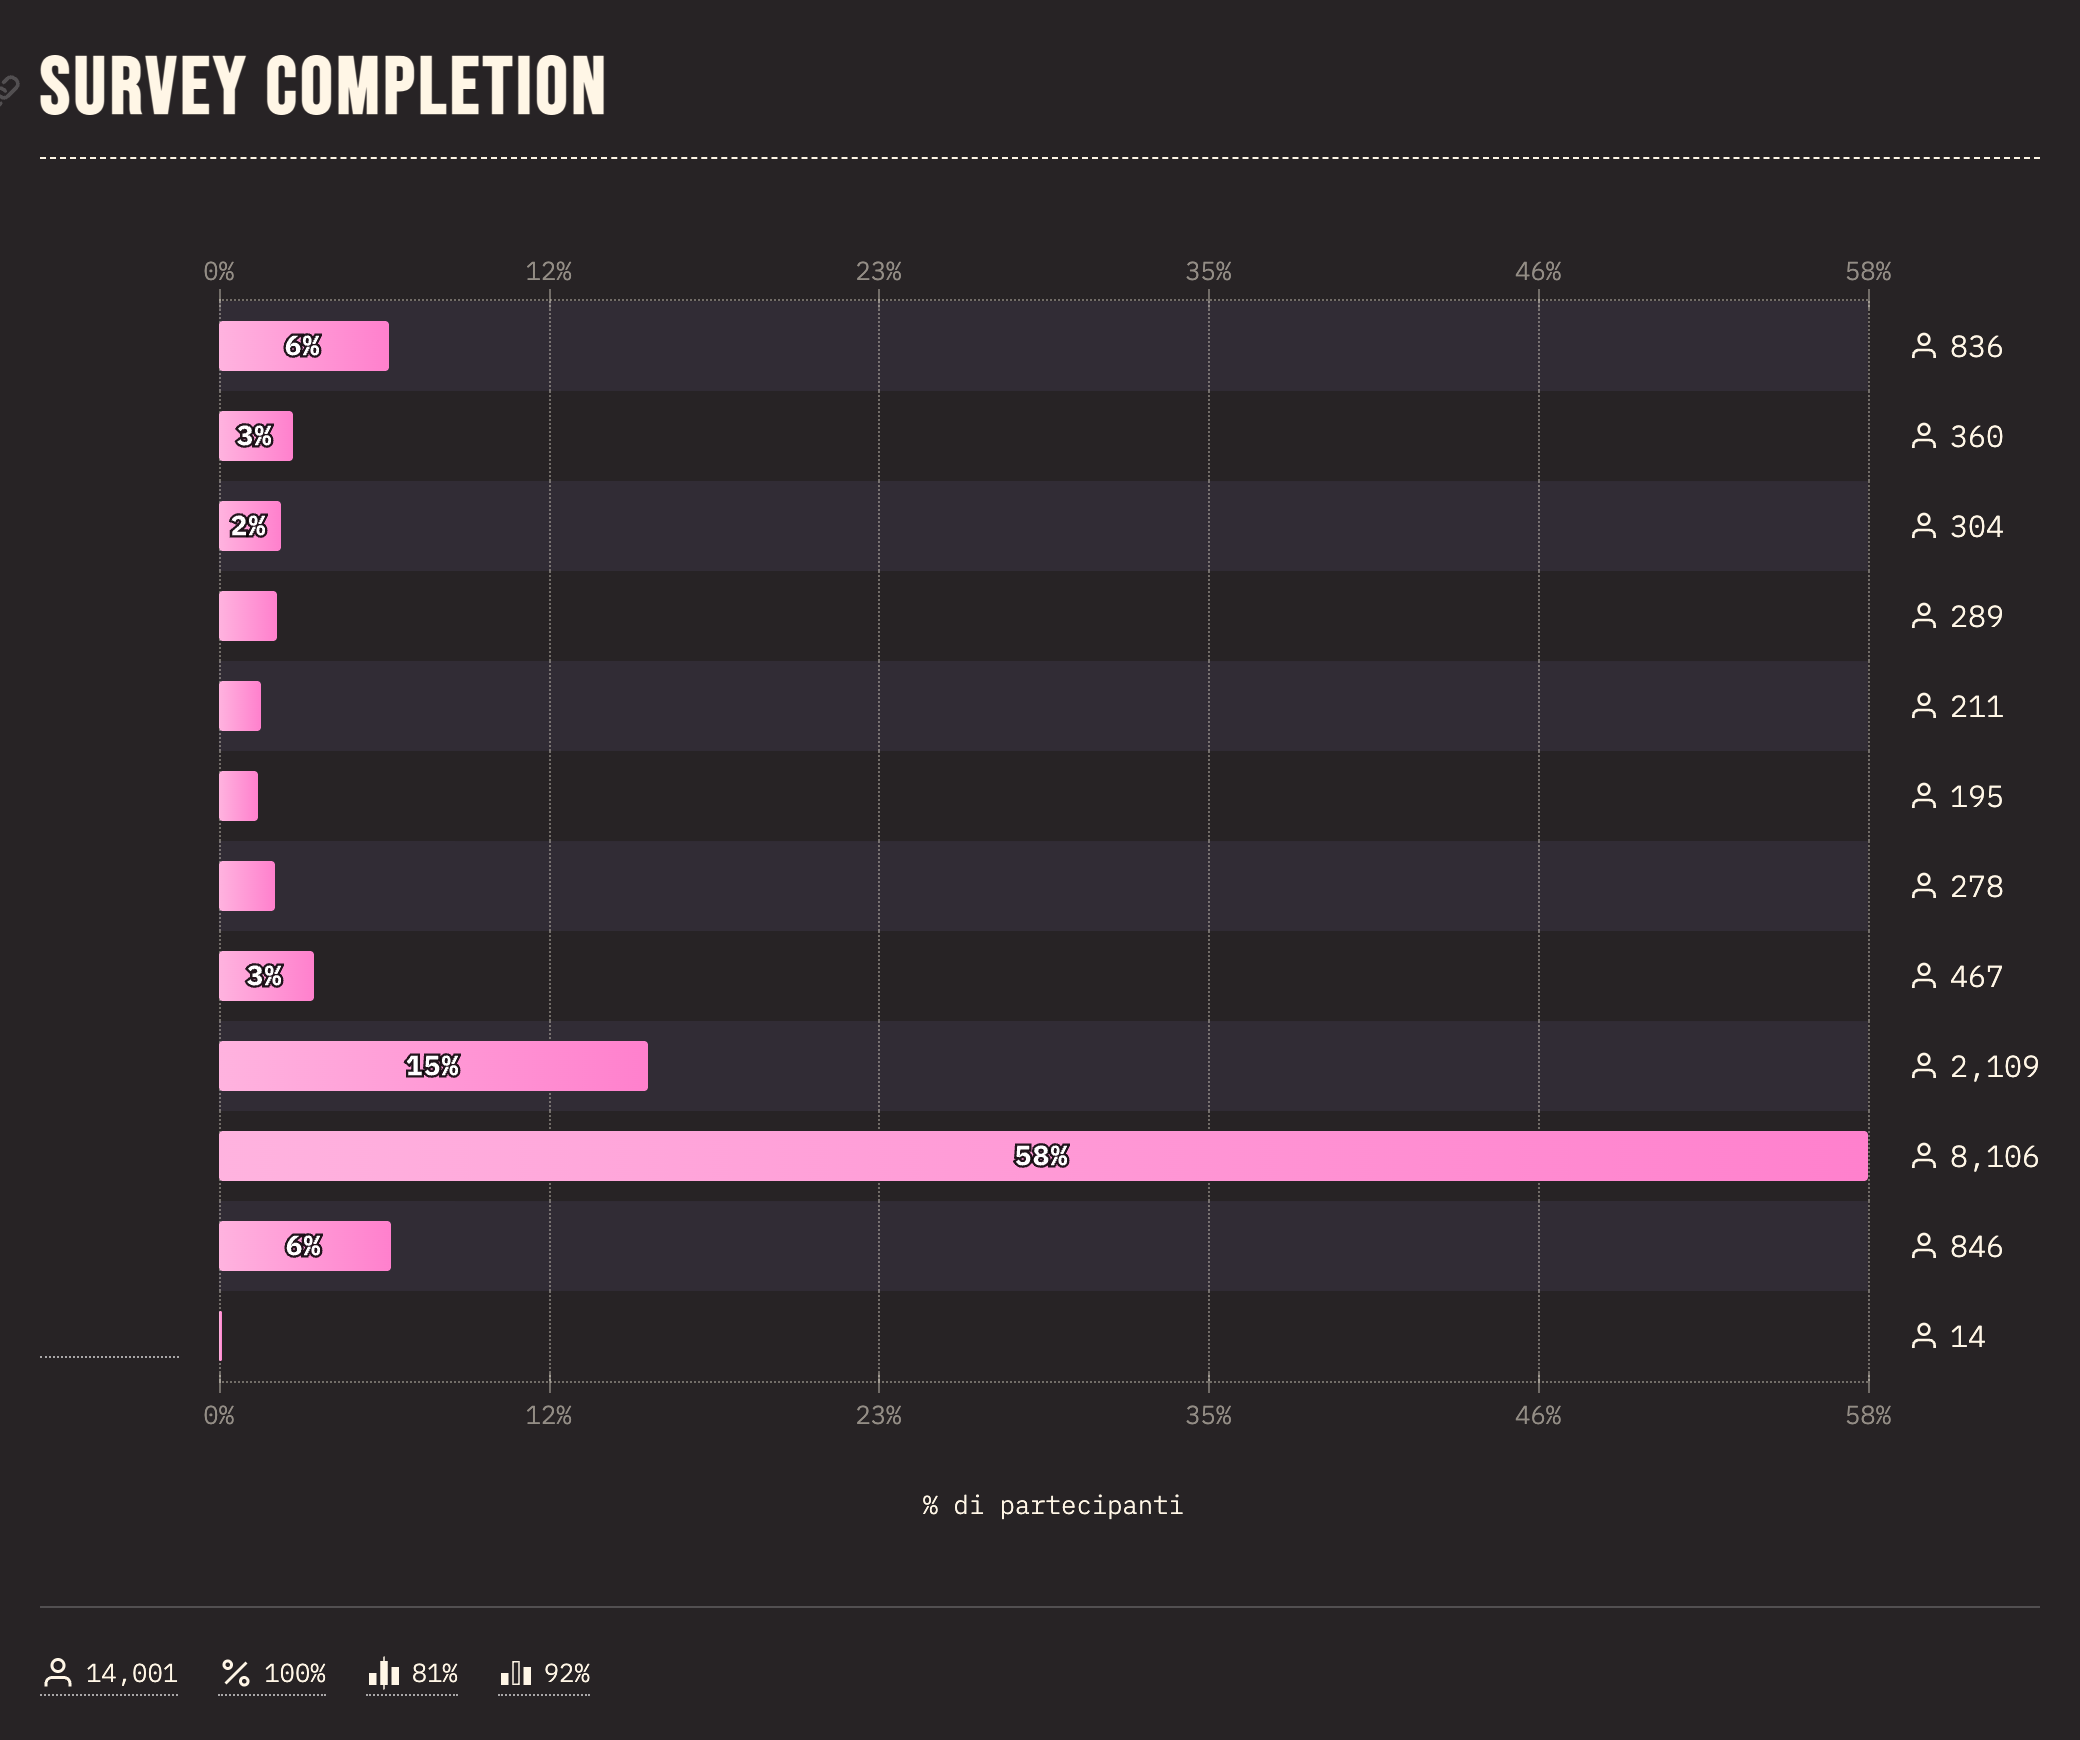 SURVEY COMPLETION
0% 12% 23% 35% 46% 58%
6% 836
3% 360
2% 304
289
211
195
278
3% 467
15% 2,109
58% 8,106
6% 846
14
0% 12% 23% 35% 46% 58%
% di partecipanti
14,001 100% 81% 92%